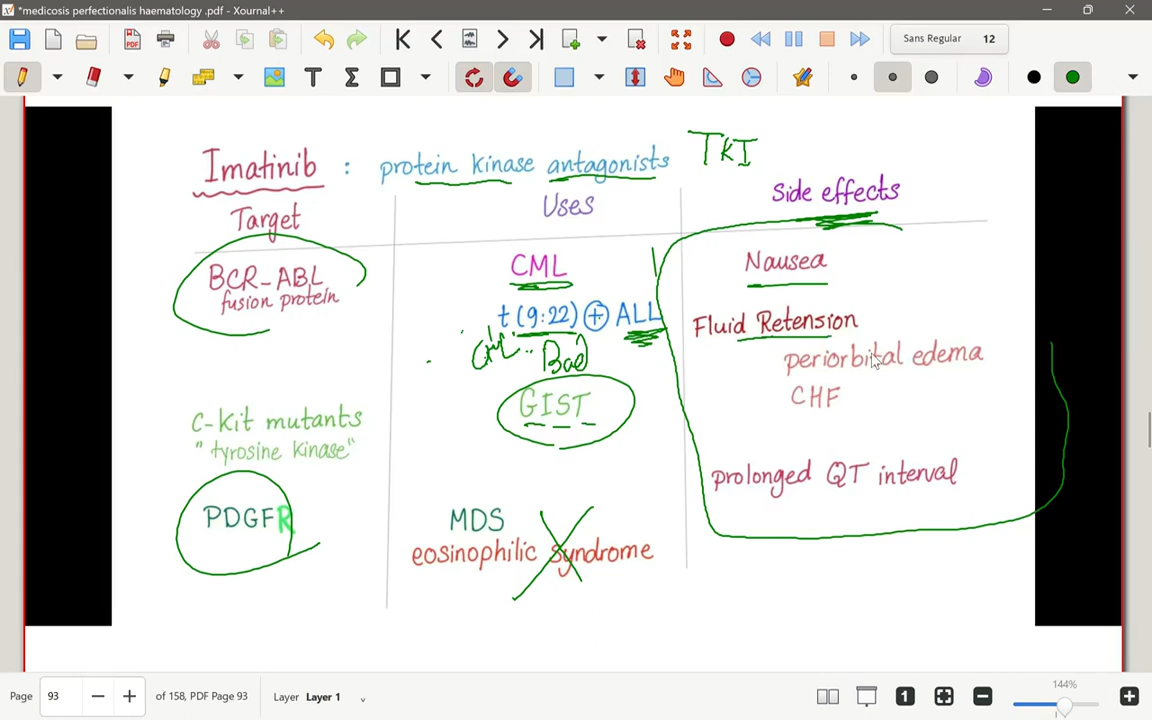 *medicosis perfectionalis haematology .pdf - Xournal++
Sans Regular 12
Imatinib : protein kinase antagonists TKI
Target Uses Side effects
BCR-ABL
fusion protein
CML
t(9:22) + ALL
Bad
GIST
C-kit mutants
"tyrosine kinase"
PDGFR
MDS
eosinophilic syndrome
Nausea
Fluid Retension
periorbital edema
CHF
prolonged QT interval
Page 93 of 158, PDF Page 93 Layer Layer 1 144%